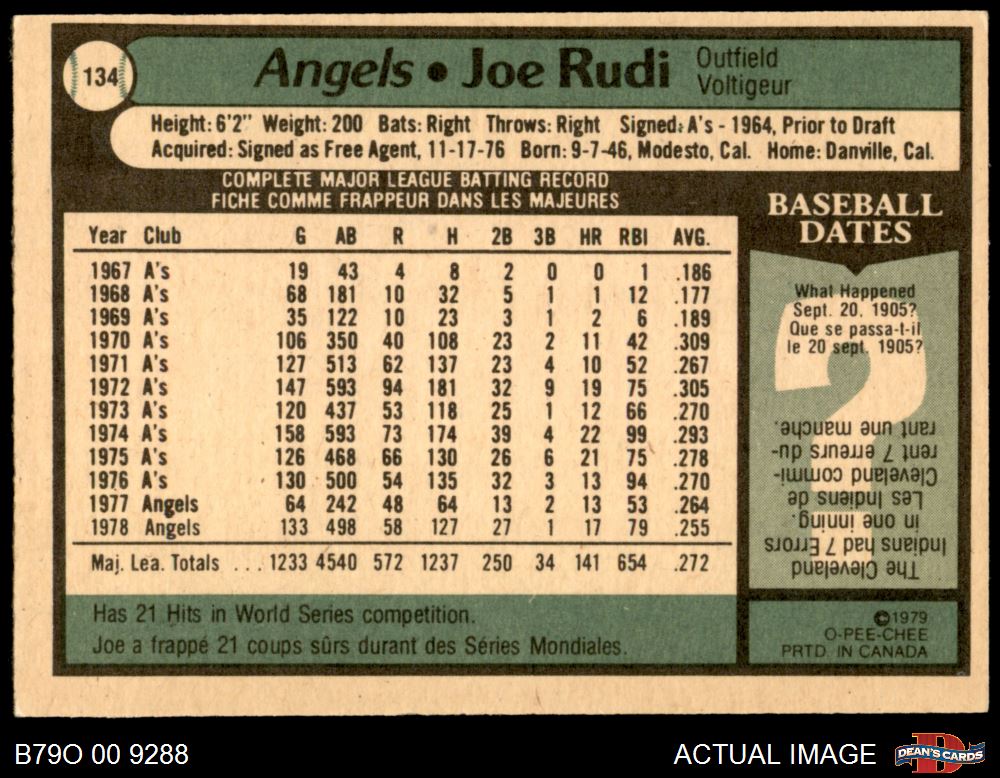 134
Angels • Joe Rudi
Outfield
Voltigeur
Height: 6'2" Weight: 200 Bats: Right Throws: Right Signed: A's - 1964, Prior to Draft
Acquired: Signed as Free Agent, 11-17-76 Born: 9-7-46, Modesto, Cal. Home: Danville, Cal.
COMPLETE MAJOR LEAGUE BATTING RECORD
FICHE COMME FRAPPEUR DANS LES MAJEURES
Year Club G AB R H 2B 3B HR RBI AVG.
1967 A's 19 43 4 8 2 0 0 1 .186
1968 A's 68 181 10 32 5 1 1 12 .177
1969 A's 35 122 10 23 3 1 2 6 .189
1970 A's 106 350 40 108 23 2 11 42 .309
1971 A's 127 513 62 137 23 4 10 52 .267
1972 A's 147 593 94 181 32 9 19 75 .305
1973 A's 120 437 53 118 25 1 12 66 .270
1974 A's 158 593 73 174 39 4 22 99 .293
1975 A's 126 468 66 130 26 6 21 75 .278
1976 A's 130 500 54 135 32 3 13 94 .270
1977 Angels 64 242 48 64 13 2 13 53 .264
1978 Angels 133 498 58 127 27 1 17 79 .255
Maj. Lea. Totals ... 1233 4540 572 1237 250 34 141 654 .272
Has 21 Hits in World Series competition.
Joe a frappé 21 coups sûrs durant des Séries Mondiales.
BASEBALL
DATES
What Happened
Sept. 20, 1905?
Que se passa-t-il
le 20 sept. 1905?
The Cleveland
Indians had 7 Errors
in one inning.
Les Indiens de
Cleveland commi-
rent 7 erreurs du-
rant une manche.
©1979
O-PEE-CHEE
PRTD. IN CANADA
B79O 00 9288
ACTUAL IMAGE
DEAN'S CARDS